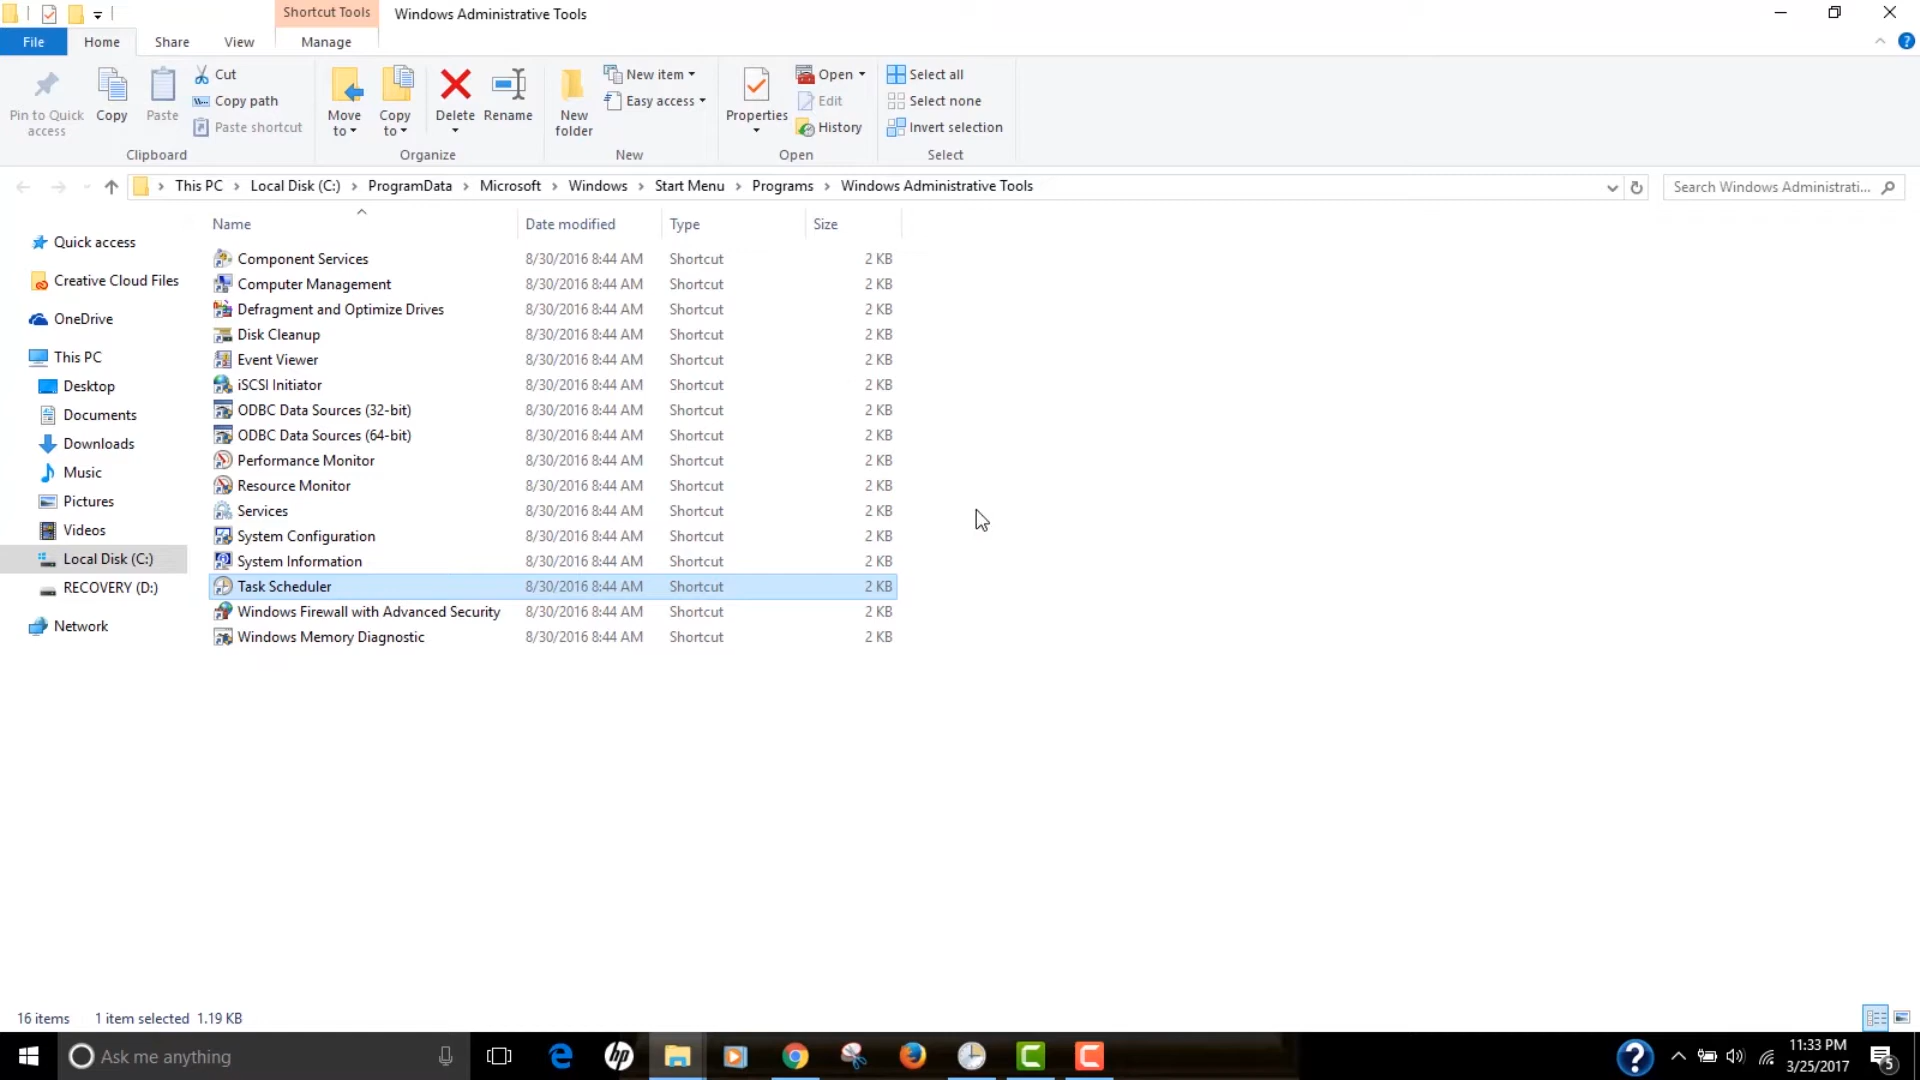 Shortcut Tools
Windows Administrative Tools
File
Home
Share
View
Manage
Pin to Quick
access
Copy
Paste
Cut
Copy path
Paste shortcut
Clipboard
Move
to
Copy
to
Delete
Rename
Organize
New
folder
New item
Easy access
New
Properties
Open
Edit
History
Open
Select all
Select none
Invert selection
Select
This PC > Local Disk (C:) > ProgramData > Microsoft > Windows > Start Menu > Programs > Windows Administrative Tools
Search Windows Administrati...
Name Date modified Type Size
Quick access
Creative Cloud Files
OneDrive
This PC
Desktop
Documents
Downloads
Music
Pictures
Videos
Local Disk (C:)
RECOVERY (D:)
Network
Component Services 8/30/2016 8:44 AM Shortcut 2 KB
Computer Management 8/30/2016 8:44 AM Shortcut 2 KB
Defragment and Optimize Drives 8/30/2016 8:44 AM Shortcut 2 KB
Disk Cleanup 8/30/2016 8:44 AM Shortcut 2 KB
Event Viewer 8/30/2016 8:44 AM Shortcut 2 KB
iSCSI Initiator 8/30/2016 8:44 AM Shortcut 2 KB
ODBC Data Sources (32-bit) 8/30/2016 8:44 AM Shortcut 2 KB
ODBC Data Sources (64-bit) 8/30/2016 8:44 AM Shortcut 2 KB
Performance Monitor 8/30/2016 8:44 AM Shortcut 2 KB
Resource Monitor 8/30/2016 8:44 AM Shortcut 2 KB
Services 8/30/2016 8:44 AM Shortcut 2 KB
System Configuration 8/30/2016 8:44 AM Shortcut 2 KB
System Information 8/30/2016 8:44 AM Shortcut 2 KB
Task Scheduler 8/30/2016 8:44 AM Shortcut 2 KB
Windows Firewall with Advanced Security 8/30/2016 8:44 AM Shortcut 2 KB
Windows Memory Diagnostic 8/30/2016 8:44 AM Shortcut 2 KB
16 items 1 item selected 1.19 KB
Ask me anything
hp
11:33 PM
3/25/2017
5